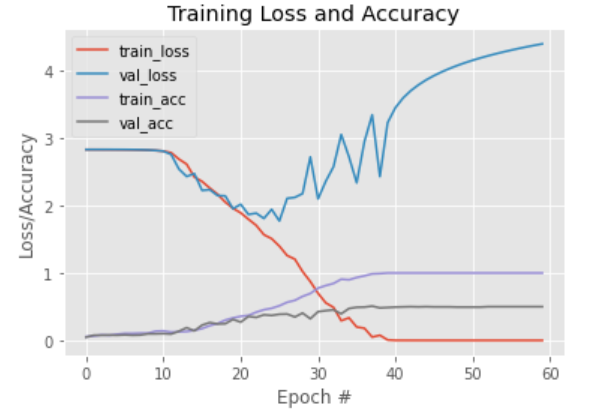 Training Loss and Accuracy
train_loss
val_loss
train_acc
val_acc
Loss/Accuracy
4
3
2
1
0
0 10 20 30 40 50 60
Epoch #